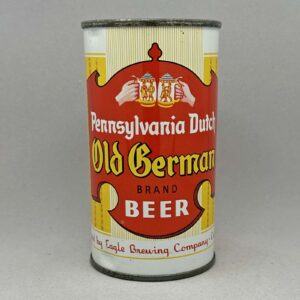 Pennsylvania Dutch
Old German
BRAND
BEER
by Eagle Brewing Company